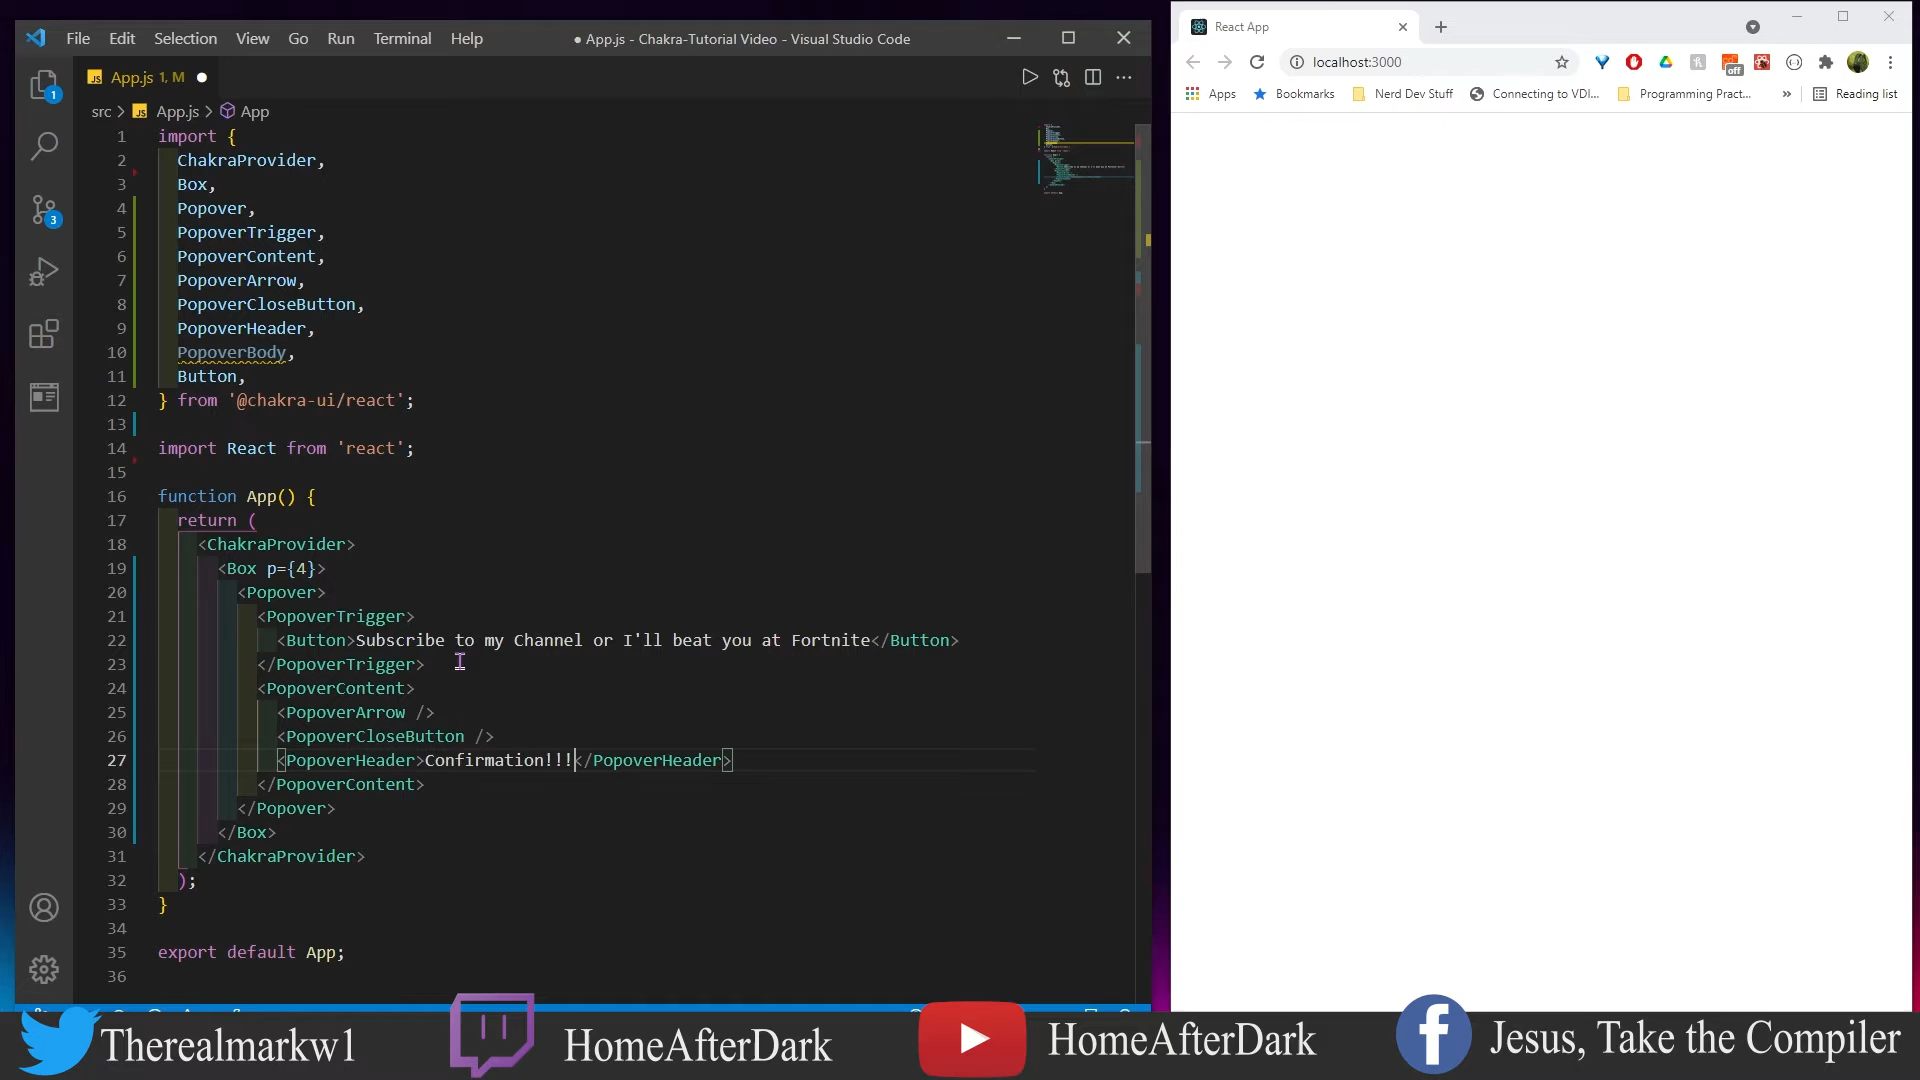 File Edit Selection View Go Run Terminal Help
● App.js - Chakra-Tutorial Video - Visual Studio Code
JS App.js 1, M ●
src > JS App.js > App
1 import {
2 ChakraProvider,
3 Box,
4 Popover,
5 PopoverTrigger,
6 PopoverContent,
7 PopoverArrow,
8 PopoverCloseButton,
9 PopoverHeader,
10 PopoverBody,
11 Button,
12 } from '@chakra-ui/react';
13
14 import React from 'react';
15
16 function App() {
17 return (
18 <ChakraProvider>
19 <Box p={4}>
20 <Popover>
21 <PopoverTrigger>
22 <Button>Subscribe to my Channel or I'll beat you at Fortnite</Button>
23 </PopoverTrigger>
24 <PopoverContent>
25 <PopoverArrow />
26 <PopoverCloseButton />
27 <PopoverHeader>Confirmation!!!</PopoverHeader>
28 </PopoverContent>
29 </Popover>
30 </Box>
31 </ChakraProvider>
32 );
33 }
34
35 export default App;
36
1
3
React App
localhost:3000
off
Apps Bookmarks Nerd Dev Stuff Connecting to VDI... Programming Pract... » Reading list
Therealmarkw1 HomeAfterDark HomeAfterDark Jesus, Take the Compiler